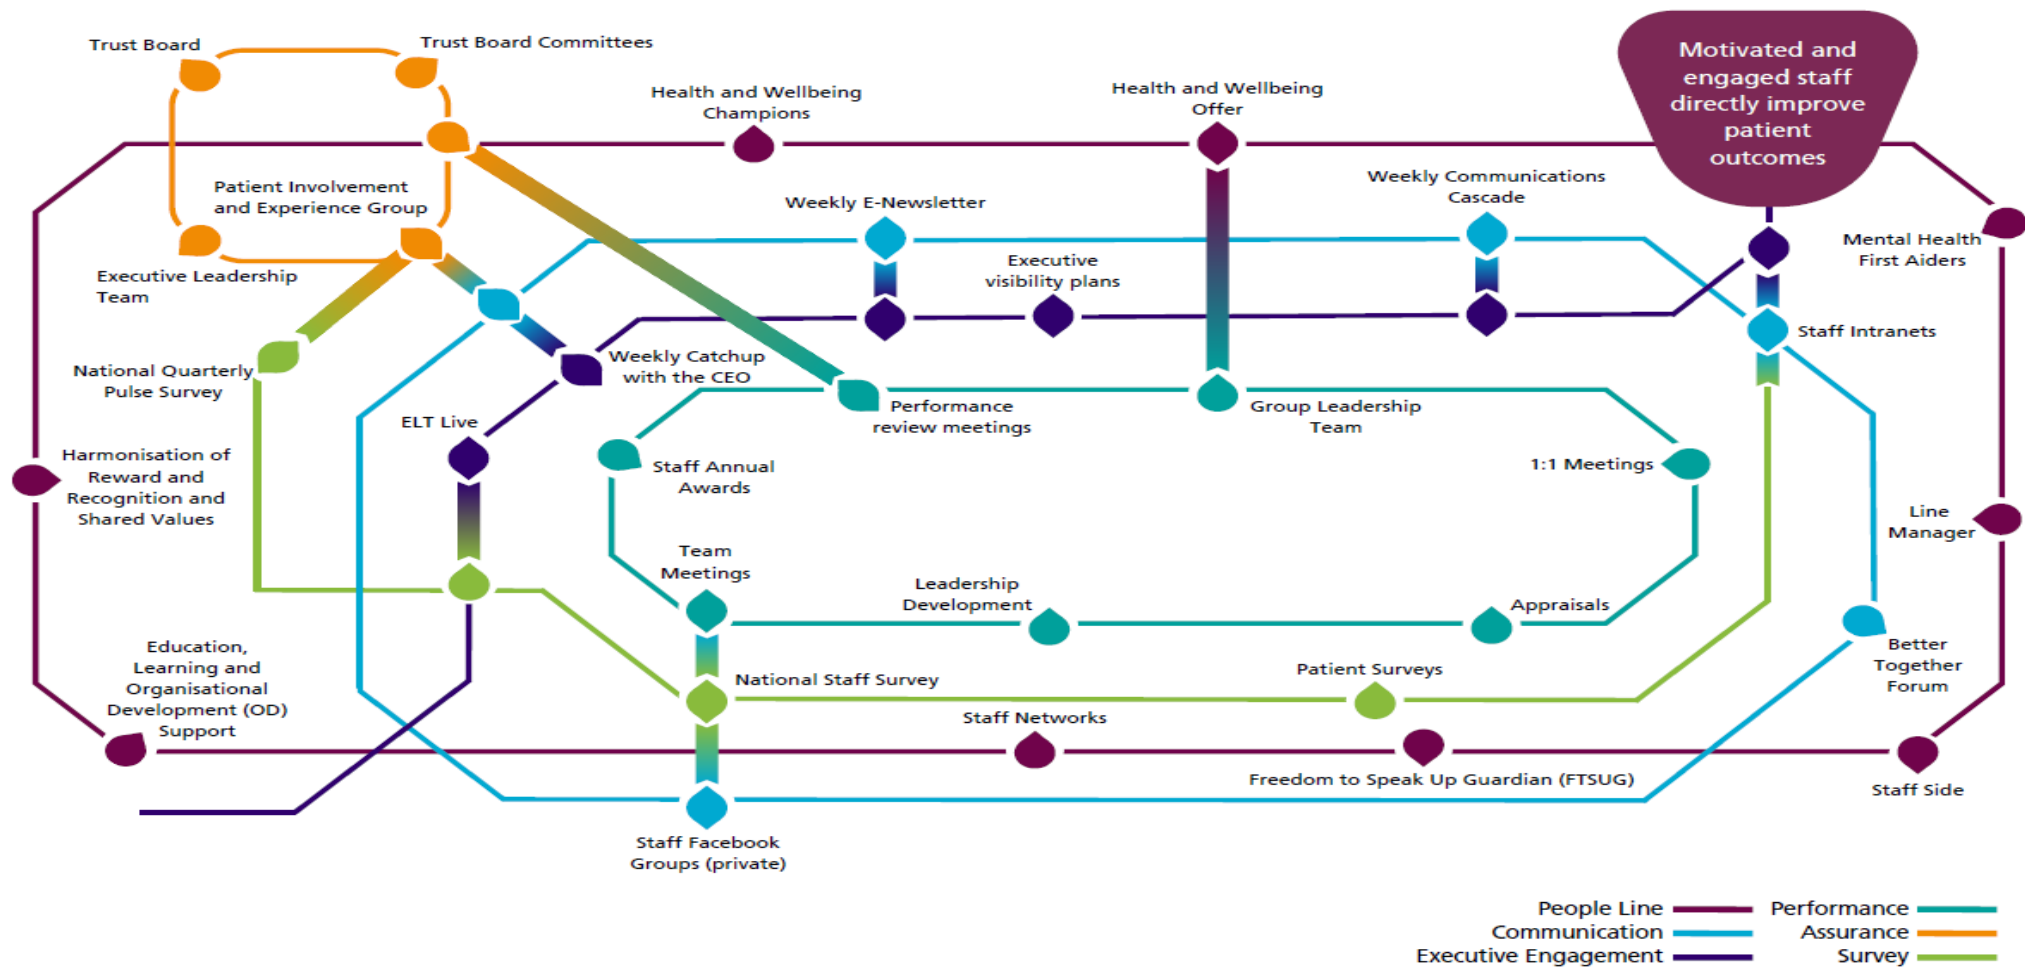 Trust Board
Trust Board Committees
Health and Wellbeing
Champions
Health and Wellbeing
Offer
Motivated and
engaged staff
directly improve
patient
outcomes
Patient Involvement
and Experience Group
Weekly E-Newsletter
Weekly Communications
Cascade
Mental Health
First Aiders
Executive Leadership
Team
Executive
visibility plans
Staff Intranets
National Quarterly
Pulse Survey
Weekly Catchup
with the CEO
ELT Live
Performance
review meetings
Group Leadership
Team
Harmonisation of
Reward and
Recognition and
Shared Values
Staff Annual
Awards
1:1 Meetings
Line
Manager
Team
Meetings
Leadership
Development
Appraisals
Education,
Learning and
Organisational
Development (OD)
Support
National Staff Survey
Patient Surveys
Better
Together
Forum
Staff Networks
Freedom to Speak Up Guardian (FTSUG)
Staff Side
Staff Facebook
Groups (private)
People Line
Performance
Communication
Assurance
Executive Engagement
Survey